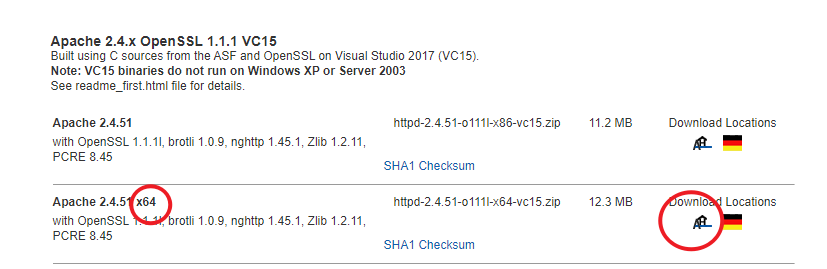 Apache 2.4.x OpenSSL 1.1.1 VC15
Built using C sources from the ASF and OpenSSL on Visual Studio 2017 (VC15).
Note: VC15 binaries do not run on Windows XP or Server 2003
See readme_first.html file for details.
Apache 2.4.51 httpd-2.4.51-o111l-x86-vc15.zip 11.2 MB Download Locations
with OpenSSL 1.1.1l, brotli 1.0.9, nghttp 1.45.1, Zlib 1.2.11,
PCRE 8.45
SHA1 Checksum
Apache 2.4.51 x64 httpd-2.4.51-o111l-x64-vc15.zip 12.3 MB Download Locations
with OpenSSL 1.1.1l, brotli 1.0.9, nghttp 1.45.1, Zlib 1.2.11,
PCRE 8.45
SHA1 Checksum